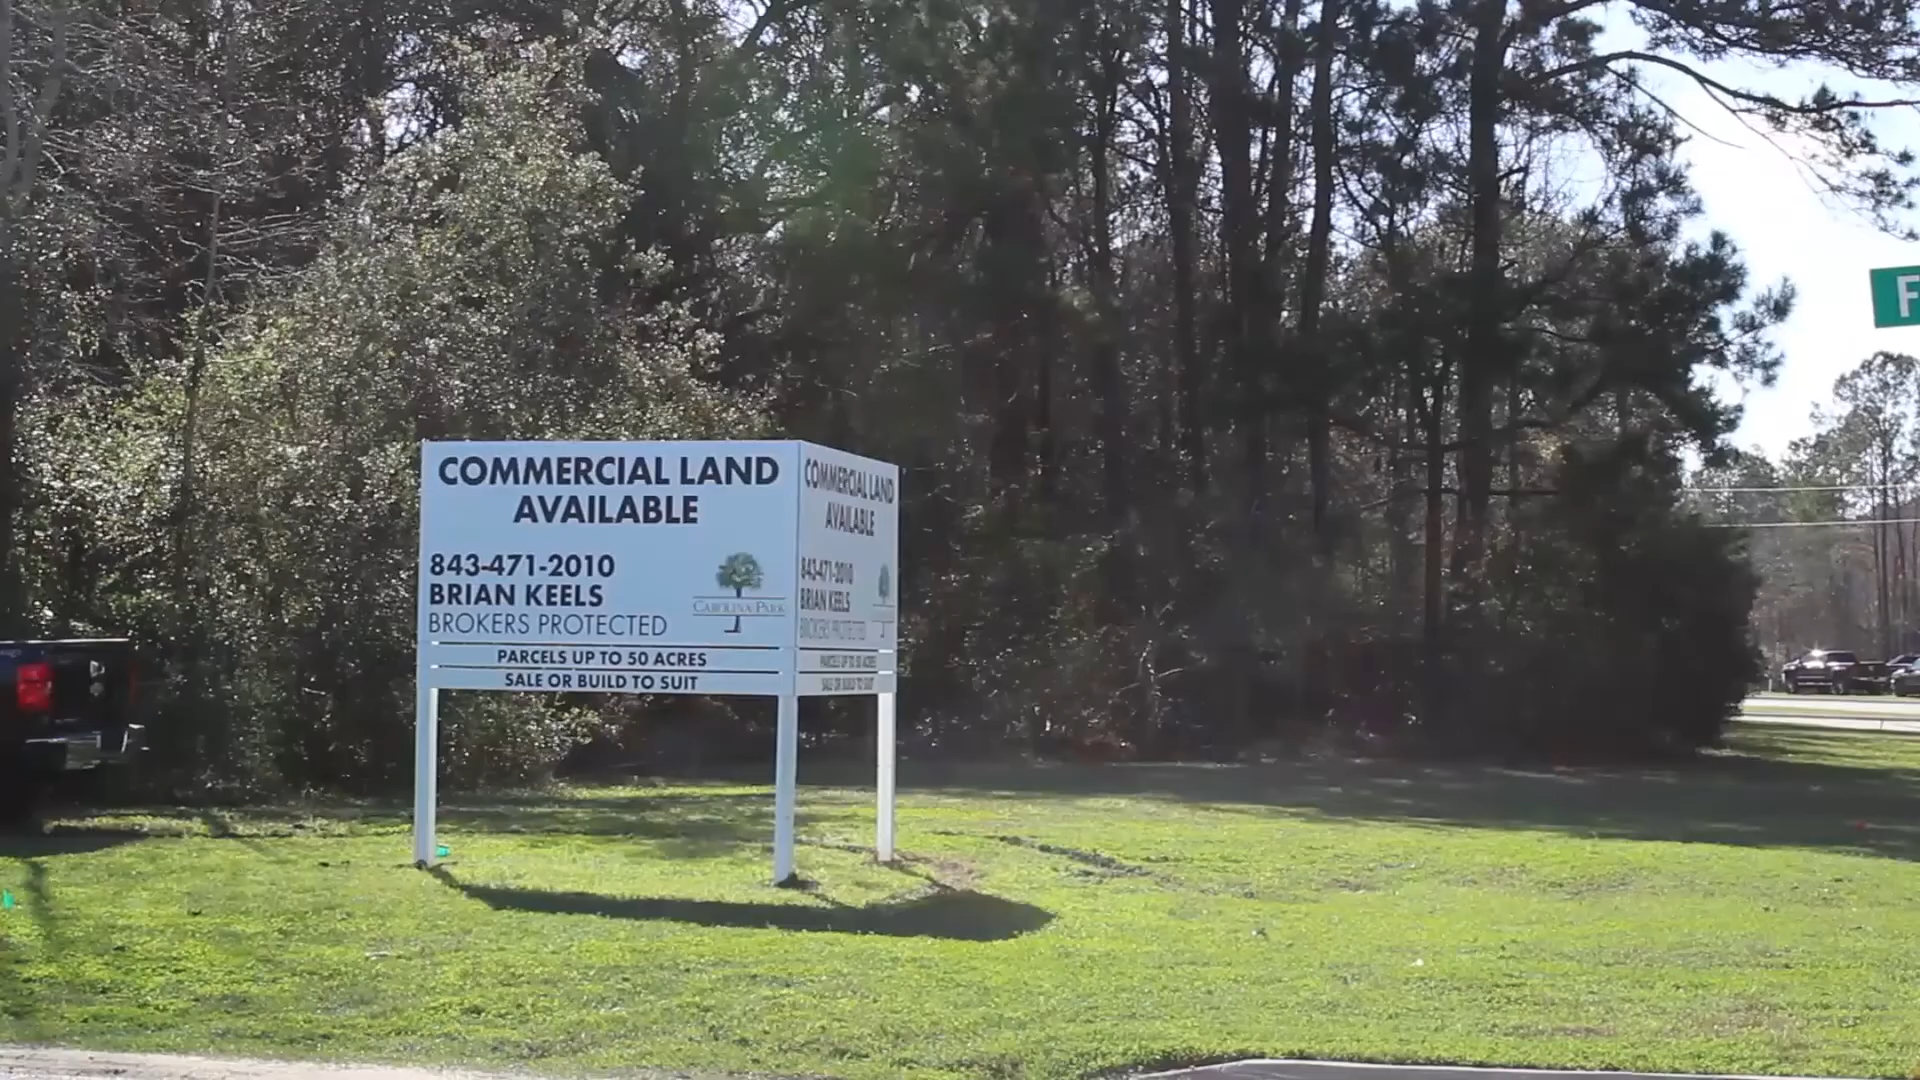 COMMERCIAL LAND
AVAILABLE
843-471-2010
BRIAN KEELS
BROKERS PROTECTED
CAROLINA PARK
PARCELS UP TO 50 ACRES
SALE OR BUILD TO SUIT
COMMERCIAL LAND
AVAILABLE
843-471-2010
BRIAN KEELS
BROKERS PROTECTED
PARCELS UP TO 50 ACRES
SALE OR BUILD TO SUIT
F